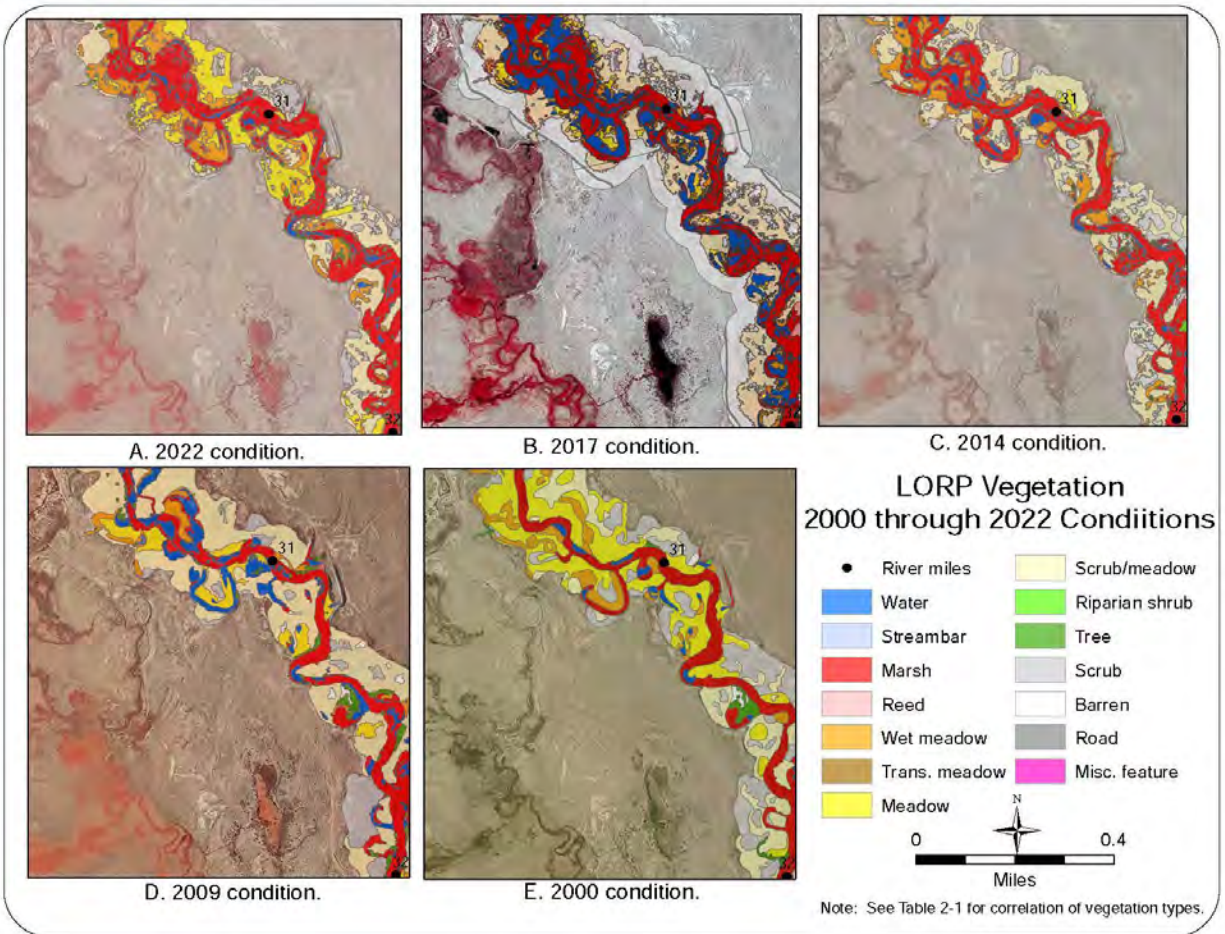 31
32
A. 2022 condition.
31
B. 2017 condition.
31
32
C. 2014 condition.
31
32
D. 2009 condition.
31
32
E. 2000 condition.
LORP Vegetation
2000 through 2022 Condiitions
River miles
Water
Streambar
Marsh
Reed
Wet meadow
Trans. meadow
Meadow
Scrub/meadow
Riparian shrub
Tree
Scrub
Barren
Road
Misc. feature
N
0 0.4
Miles
Note: See Table 2-1 for correlation of vegetation types.